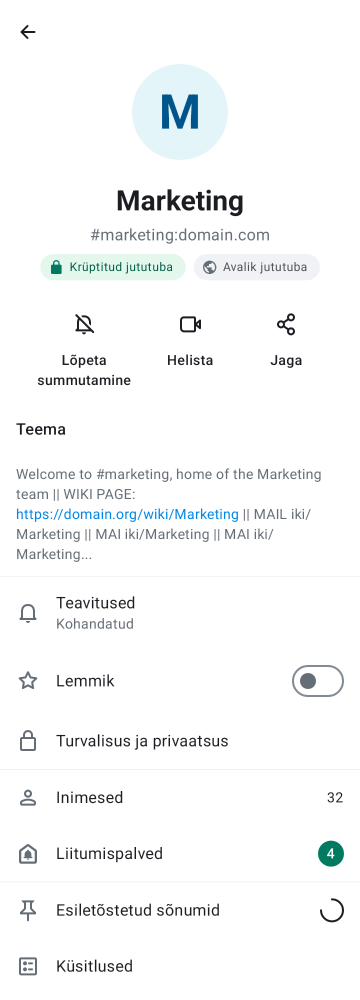 M
Marketing
#marketing:domain.com
Krüptitud jututuba
Avalik jututuba
Lõpeta
summutamine
Helista
Jaga
Teema
Welcome to #marketing, home of the Marketing
team || WIKI PAGE:
https://domain.org/wiki/Marketing || MAIL iki/
Marketing || MAI iki/Marketing || MAI iki/
Marketing...
Teavitused
Kohandatud
Lemmik
Turvalisus ja privaatsus
Inimesed 32
Liitumispalved 4
Esiletõstetud sõnumid
Küsitlused